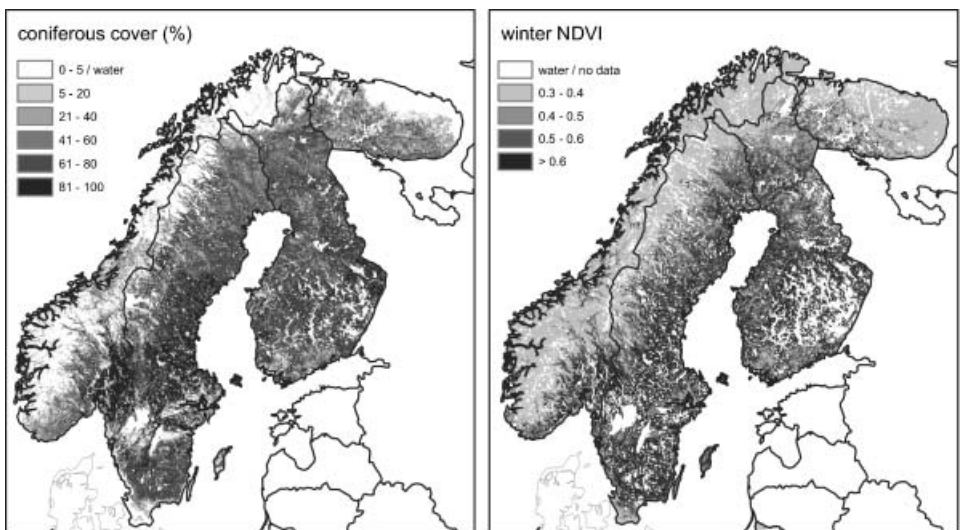 coniferous cover (%)
0 - 5 / water
5 - 20
21 - 40
41 - 60
61 - 80
81 - 100
winter NDVI
water / no data
0.3 - 0.4
0.4 - 0.5
0.5 - 0.6
> 0.6